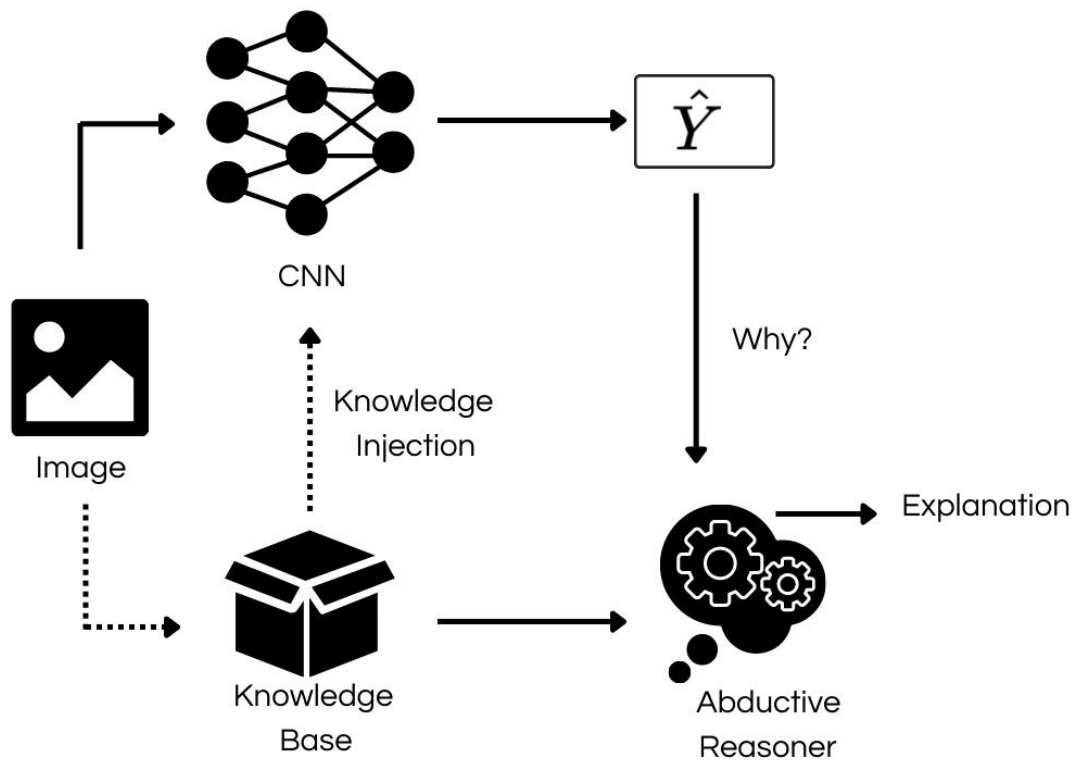 Ŷ
CNN
Why?
Knowledge
Injection
Image
Explanation
Knowledge
Base
Abductive
Reasoner